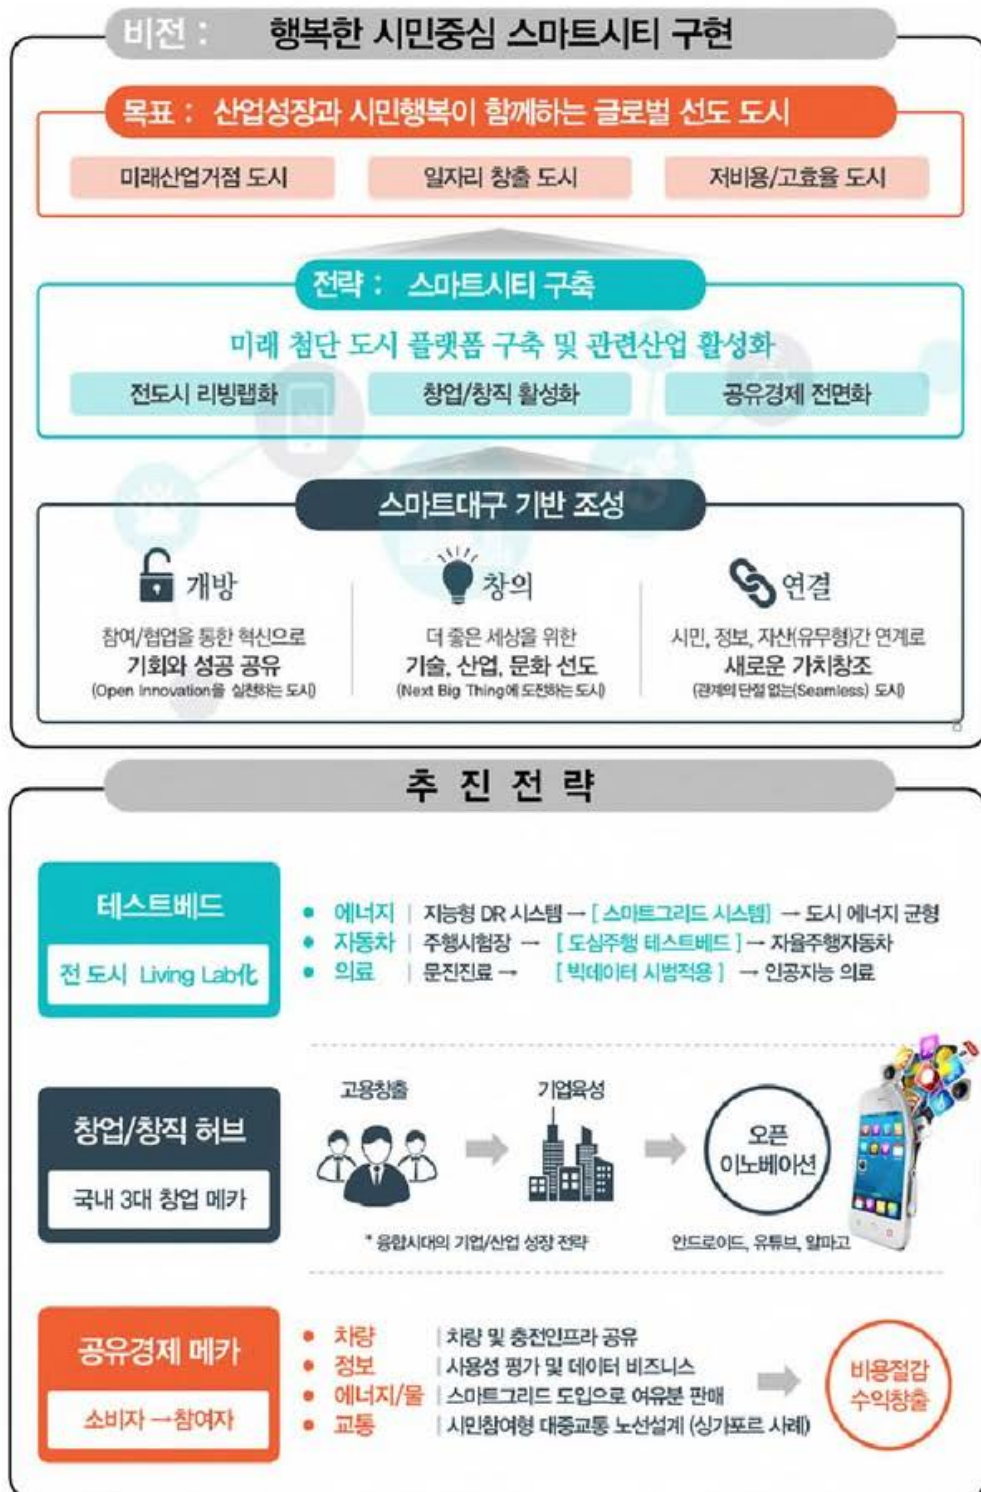 비전 : 행복한 시민중심 스마트시티 구현
목표 : 산업성장과 시민행복이 함께하는 글로벌 선도 도시
미래산업거점 도시
일자리 창출 도시
저비용/고효율 도시
전략 : 스마트시티 구축
미래 첨단 도시 플랫폼 구축 및 관련산업 활성화
전도시 리빙랩화
창업/창직 활성화
공유경제 전면화
스마트대구 기반 조성
개방
참여/협업을 통한 혁신으로
기회와 성공 공유
(Open Innovation을 실천하는 도시)
창의
더 좋은 세상을 위한
기술, 산업, 문화 선도
(Next Big Thing에 도전하는 도시)
연결
시민, 정보, 자산(유무형)간 연계로
새로운 가치창조
(관계의 단절 없는(Seamless) 도시)
8
추 진 전 략
테스트베드
전 도시 Living Lab化
• 에너지 | 지능형 DR 시스템 → [ 스마트그리드 시스템] → 도시 에너지 균형
• 자동차 | 주행시험장 → [ 도심주행 테스트베드 ] → 자율주행자동차
• 의료 | 문진진료 → [ 빅데이터 시범적용 ] → 인공지능 의료
창업/창직 허브
국내 3대 창업 메카
고용창출
기업육성
오픈
이노베이션
* 융합시대의 기업/산업 성장 전략
안드로이드, 유튜브, 알파고
공유경제 메카
소비자 → 참여자
• 차량 | 차량 및 충전인프라 공유
• 정보 | 사용성 평가 및 데이터 비즈니스
• 에너지/물 | 스마트그리드 도입으로 여유분 판매
• 교통 | 시민참여형 대중교통 노선설계 (싱가포르 사례)
비용절감
수익창출